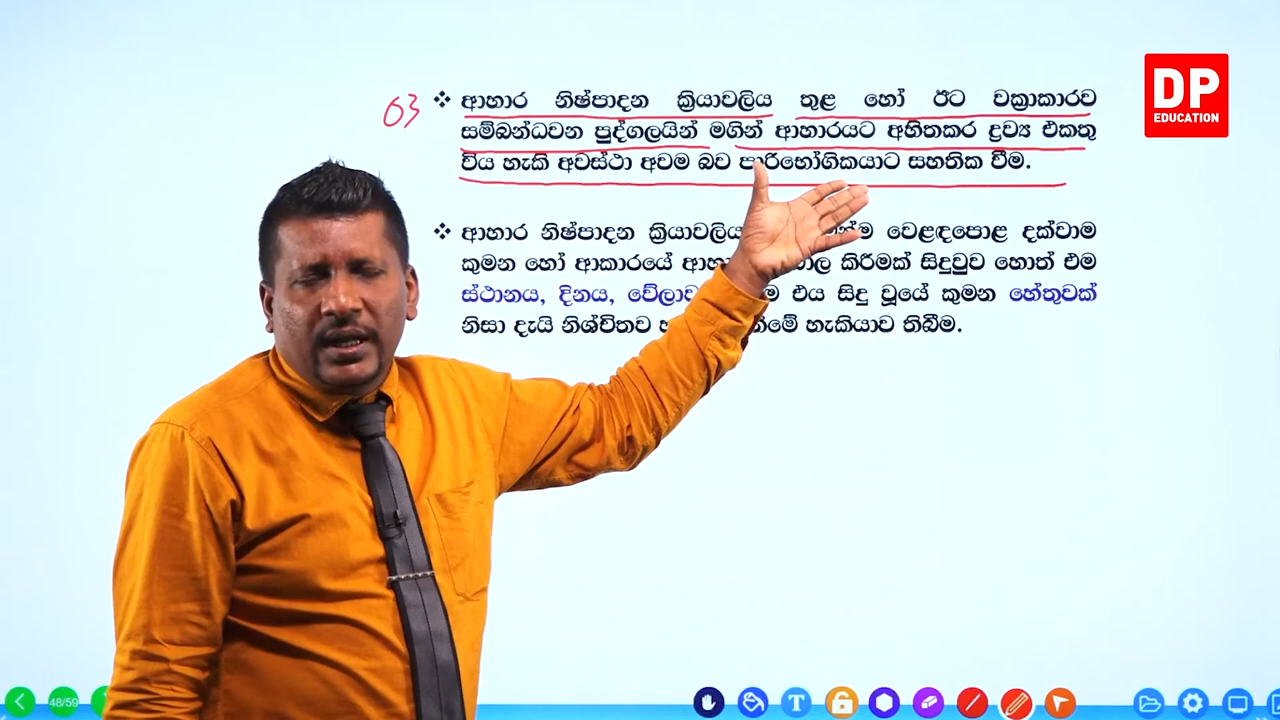 DP
EDUCATION
03
❖ ආහාර නිෂ්පාදන ක්‍රියාවලිය තුළ හෝ ඊට වක්‍රාකාරව
සම්බන්ධවන පුද්ගලයින් මගින් ආහාරයට අහිතකර ද්‍රව්‍ය එකතු
විය හැකි අවස්ථා අවම බව පාරිභෝගිකයාට සහතික වීම.
❖ ආහාර නිෂ්පාදන ක්‍රියාවලිය වෙළඳපොළ දක්වාම
කුමන හෝ ආකාරයේ කිරීමක් සිදුවුව හොත් එම
ස්ථානය, දිනය, එය සිදු වූයේ කුමන හේතුවක්
නිසා දැයි නිශ්චිතව හැකියාව තිබීම.
48/59